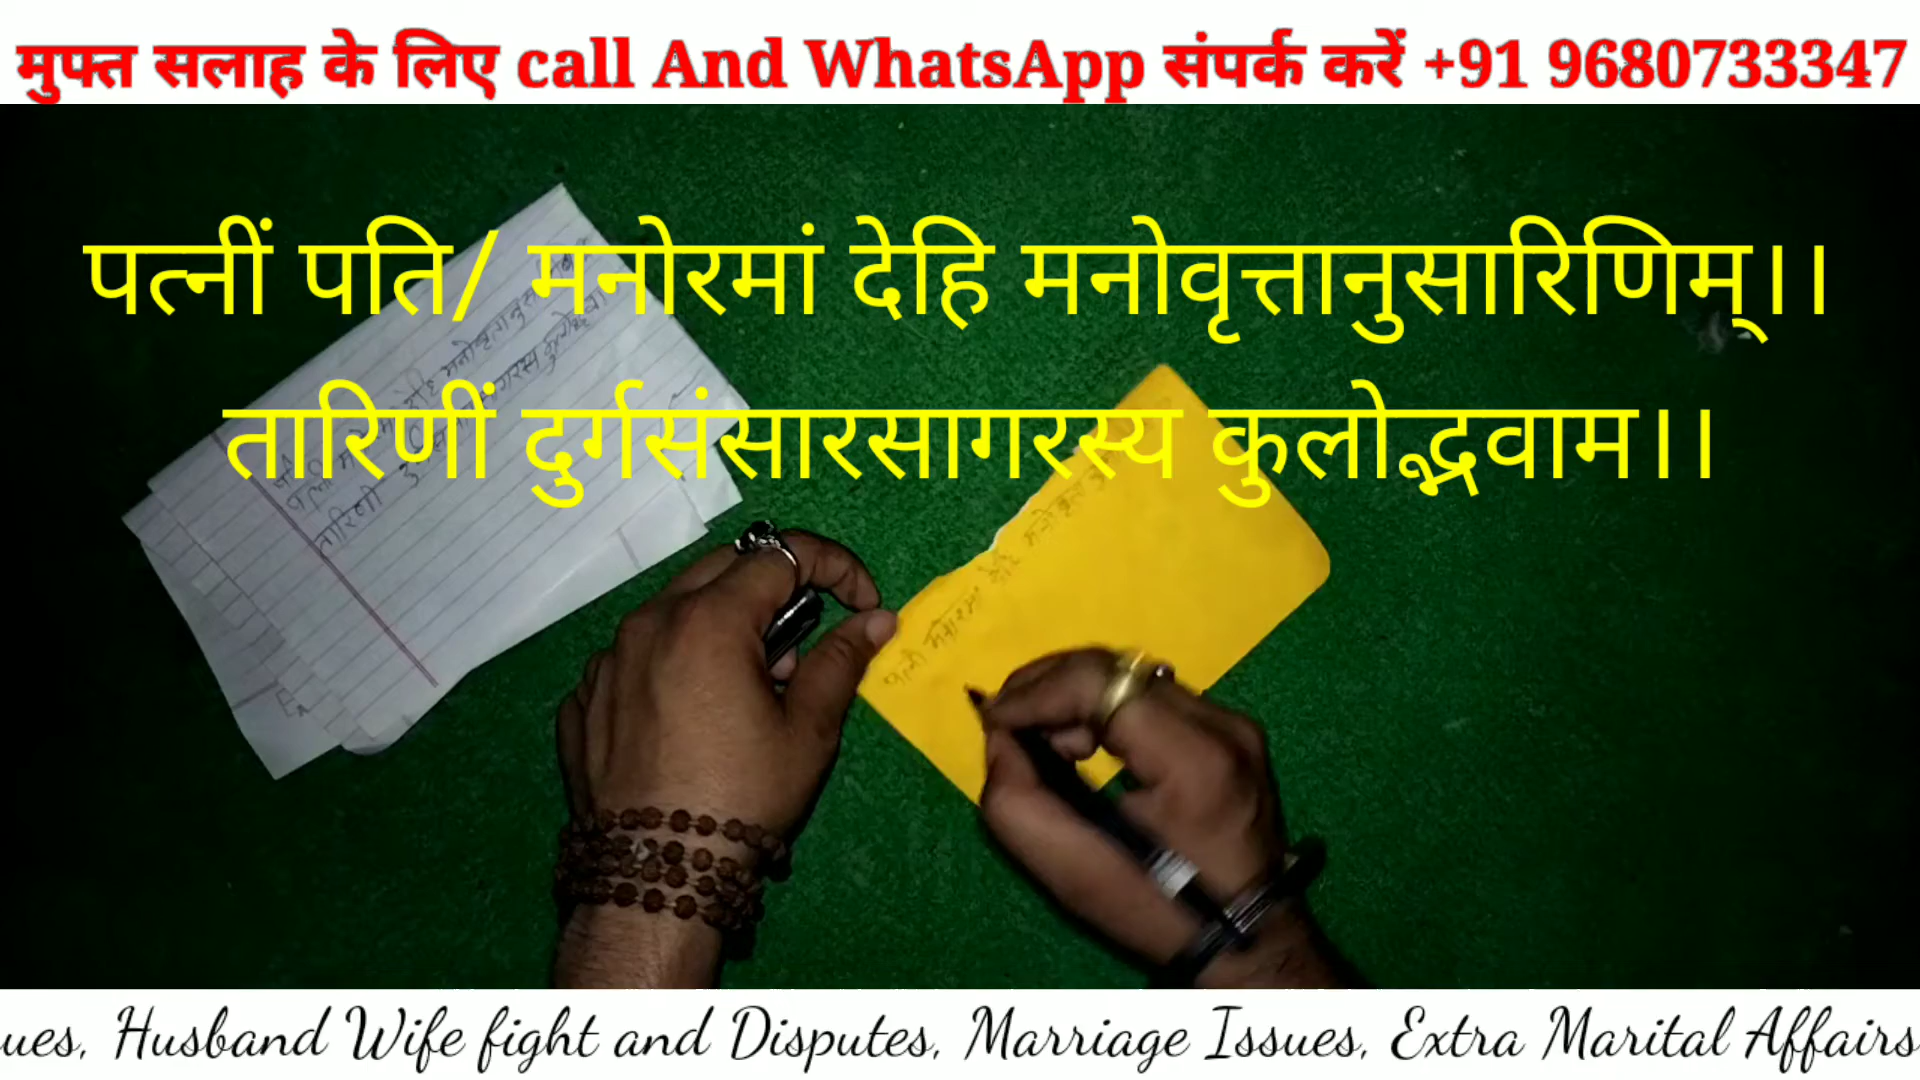 मुफ्त सलाह के लिए call And WhatsApp संपर्क करें +91 9680733347
पत्नीं पति/ मनोरमां देहि मनोवृत्तानुसारिणिम्।।
तारिणीं दुर्गसंसारसागरस्य कुलोद्भवाम।।
ues, Husband Wife fight and Disputes, Marriage Issues, Extra Marital Affairs